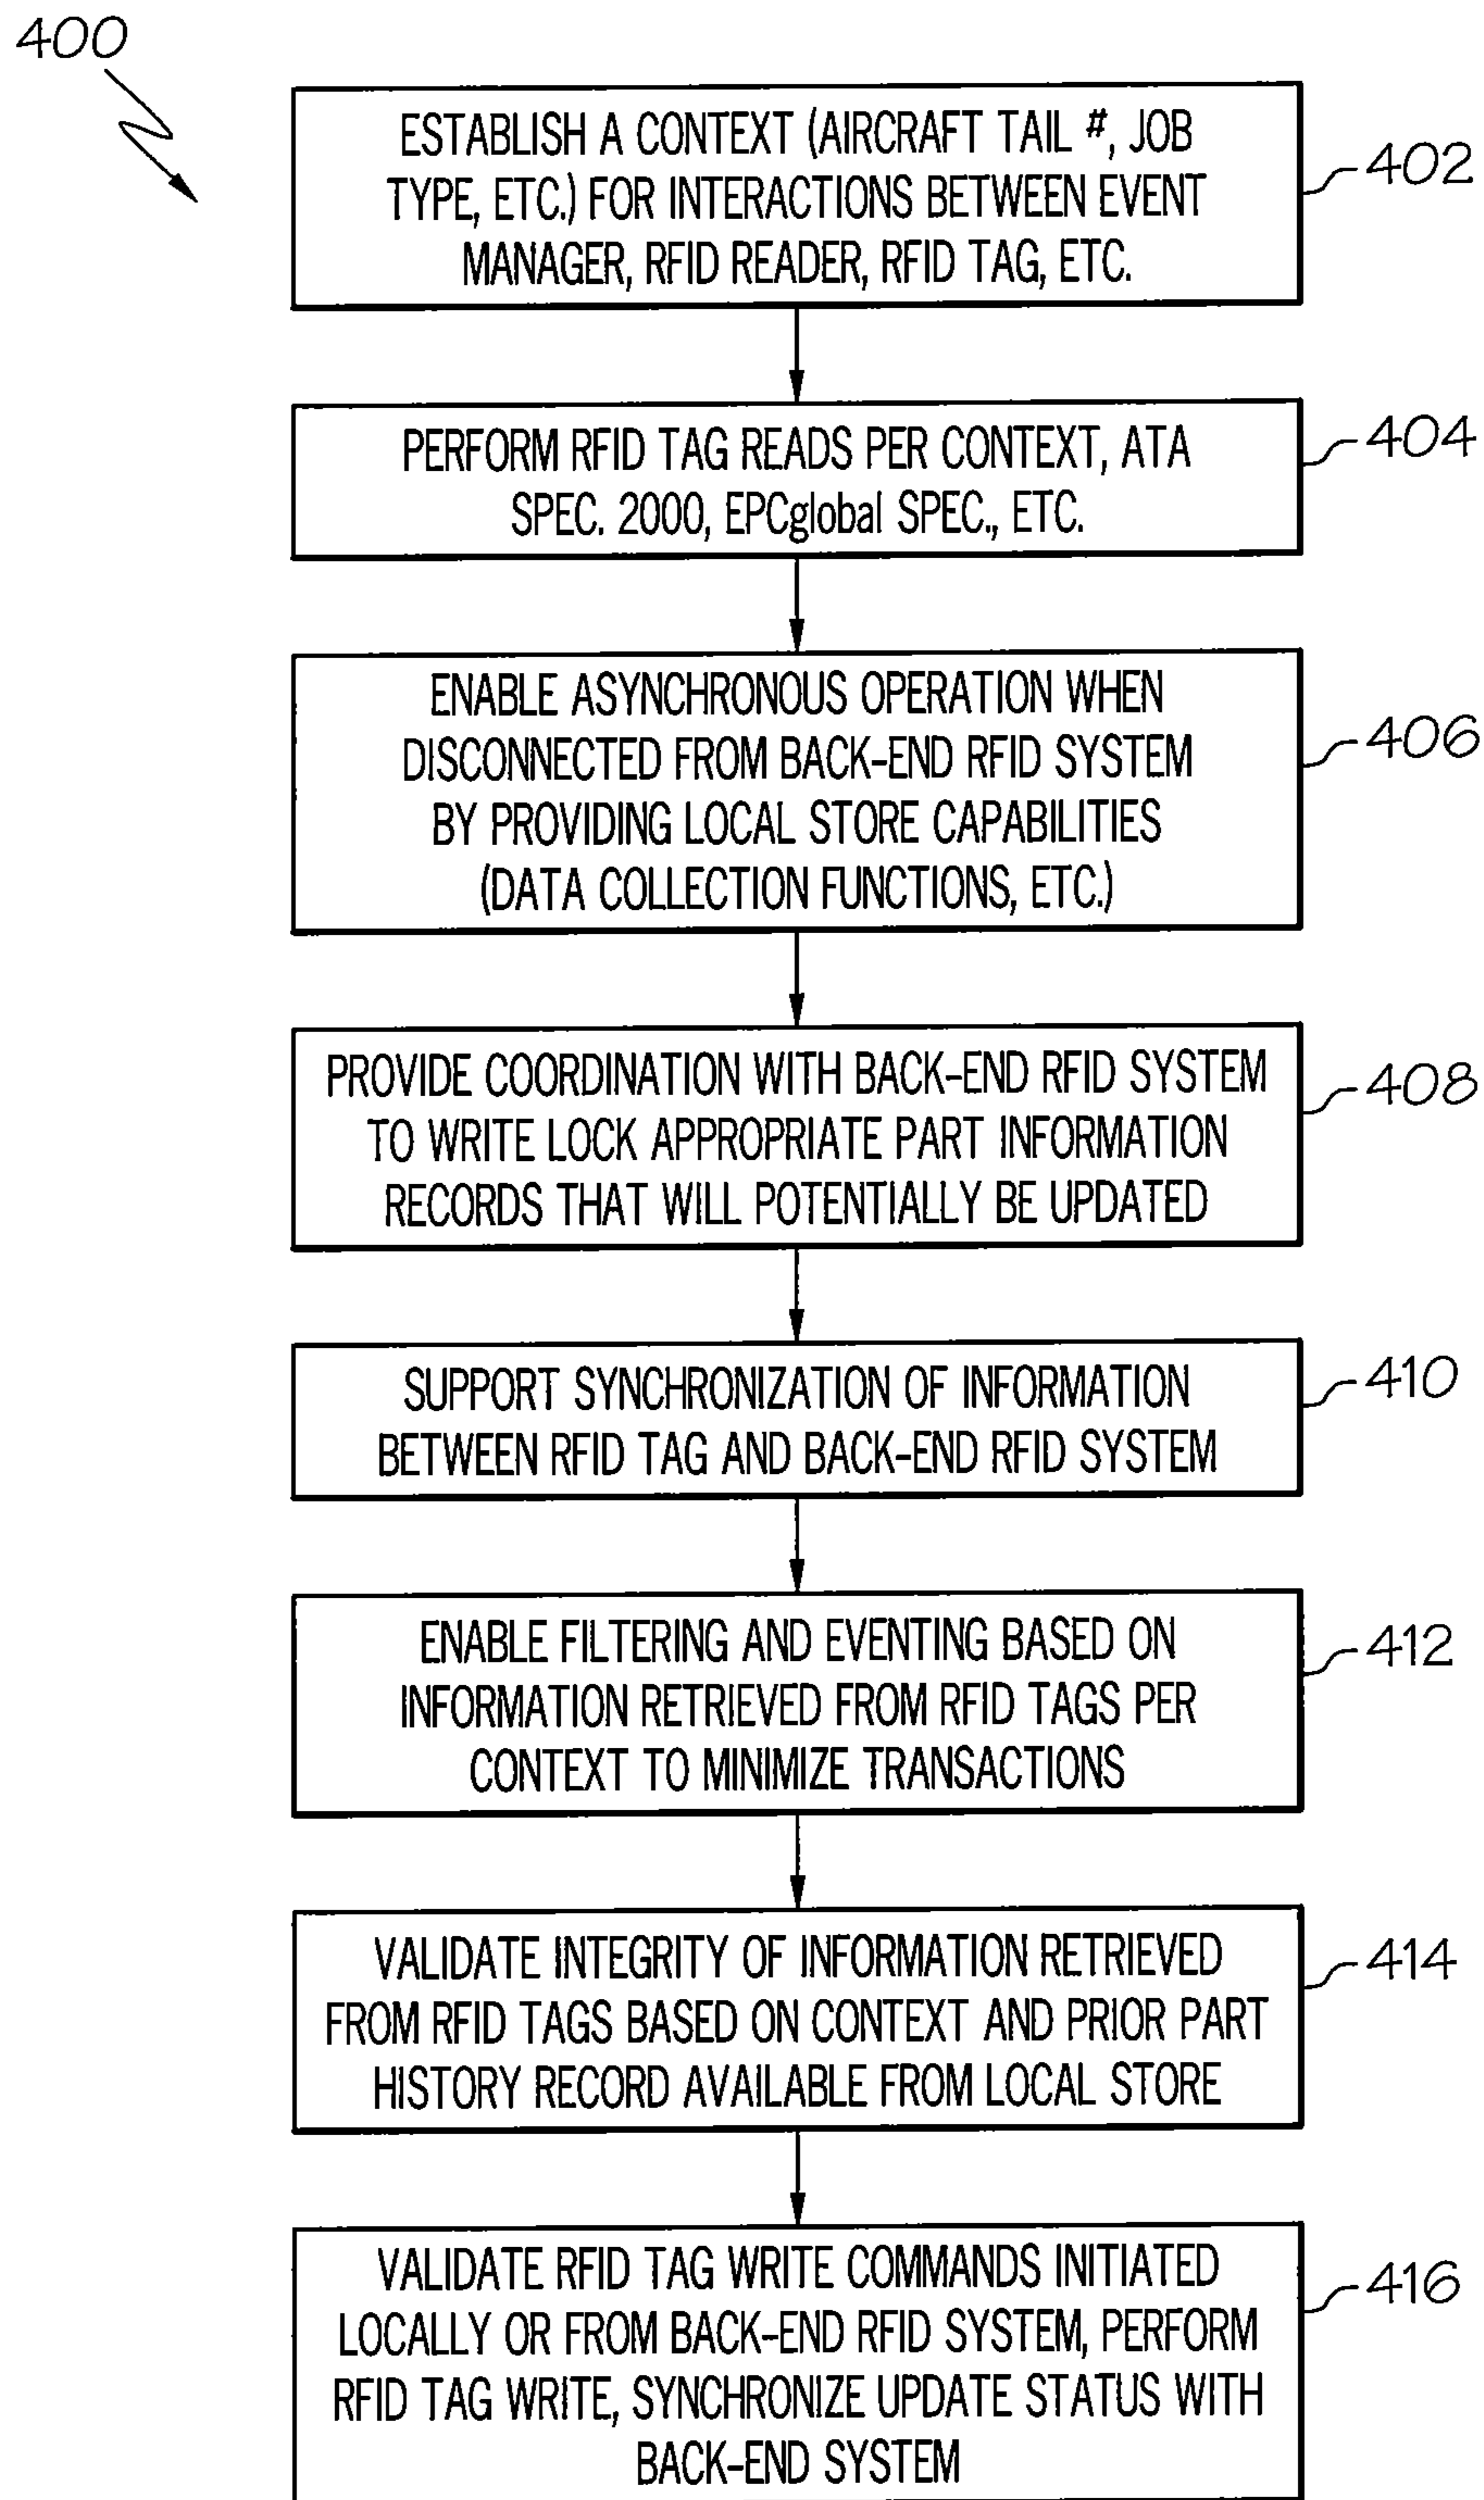 400
ESTABLISH A CONTEXT (AIRCRAFT TAIL #, JOB
TYPE, ETC.) FOR INTERACTIONS BETWEEN EVENT
MANAGER, RFID READER, RFID TAG, ETC.
402
PERFORM RFID TAG READS PER CONTEXT, ATA
SPEC. 2000, EPCglobal SPEC., ETC.
404
ENABLE ASYNCHRONOUS OPERATION WHEN
DISCONNECTED FROM BACK-END RFID SYSTEM
BY PROVIDING LOCAL STORE CAPABILITIES
(DATA COLLECTION FUNCTIONS, ETC.)
406
PROVIDE COORDINATION WITH BACK-END RFID SYSTEM
TO WRITE LOCK APPROPRIATE PART INFORMATION
RECORDS THAT WILL POTENTIALLY BE UPDATED
408
SUPPORT SYNCHRONIZATION OF INFORMATION
BETWEEN RFID TAG AND BACK-END RFID SYSTEM
410
ENABLE FILTERING AND EVENTING BASED ON
INFORMATION RETRIEVED FROM RFID TAGS PER
CONTEXT TO MINIMIZE TRANSACTIONS
412
VALIDATE INTEGRITY OF INFORMATION RETRIEVED
FROM RFID TAGS BASED ON CONTEXT AND PRIOR PART
HISTORY RECORD AVAILABLE FROM LOCAL STORE
414
VALIDATE RFID TAG WRITE COMMANDS INITIATED
LOCALLY OR FROM BACK-END RFID SYSTEM, PERFORM
RFID TAG WRITE, SYNCHRONIZE UPDATE STATUS WITH
BACK-END SYSTEM
416